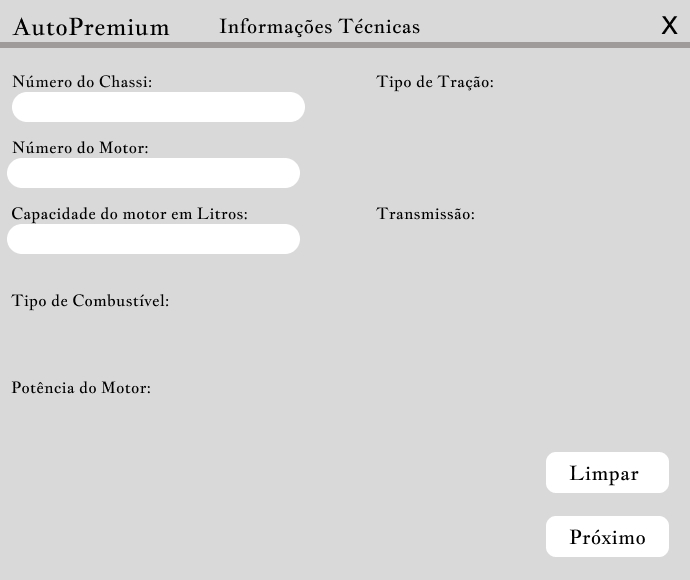 AutoPremium
Informações Técnicas
X
Número do Chassi:
Tipo de Tração:
Número do Motor:
Capacidade do motor em Litros:
Transmissão:
Tipo de Combustível:
Potência do Motor:
Limpar
Próximo